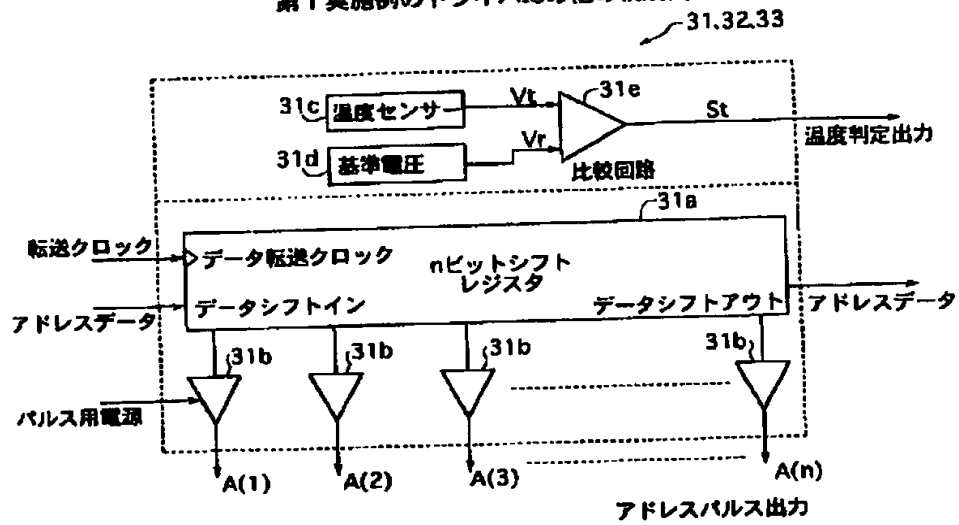 31,32,33
31c
温度センサー
Vt
31e
St
温度判定出力
31d
基準電圧
Vr
比較回路
31a
転送クロック
データ転送クロック
nビットシフト
レジスタ
アドレスデータ
データシフトイン
データシフトアウト
アドレスデータ
31b
31b
31b
31b
パルス用電源
A(1)
A(2)
A(3)
A(n)
アドレスパルス出力